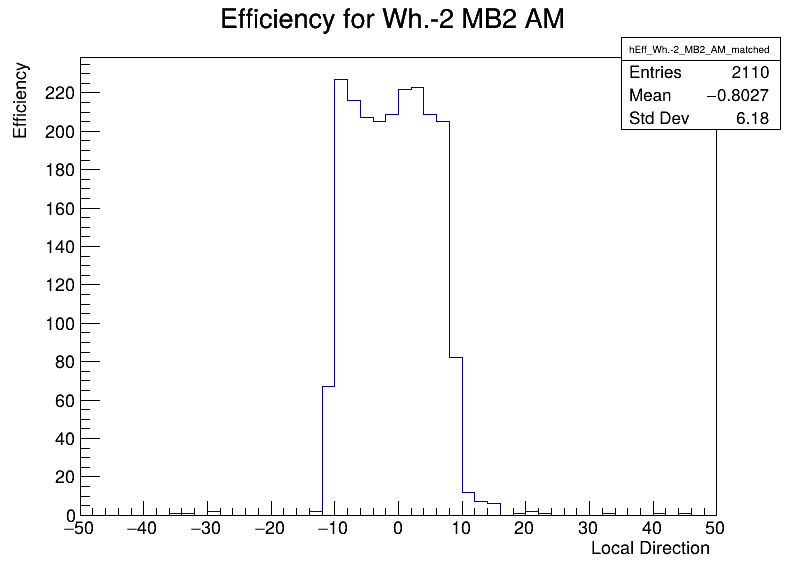 Efficiency for Wh.-2 MB2 AM
hEff_Wh.-2_MB2_AM_matched
Entries 2110
Mean −0.8027
Std Dev 6.18
Efficiency
220
200
180
160
140
120
100
80
60
40
20
0
−50 −40 −30 −20 −10 0 10 20 30 40 50
Local Direction